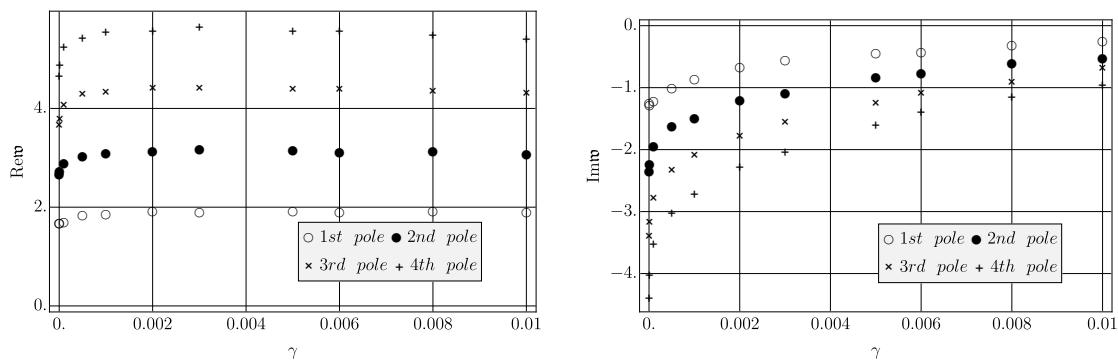 4.
2.
0.
Re𝔴
0. 0.002 0.004 0.006 0.008 0.01
γ
○ 1st pole ● 2nd pole
× 3rd pole + 4th pole
0.
−1.
−2.
−3.
−4.
Im𝔴
0. 0.002 0.004 0.006 0.008 0.01
γ
○ 1st pole ● 2nd pole
× 3rd pole + 4th pole